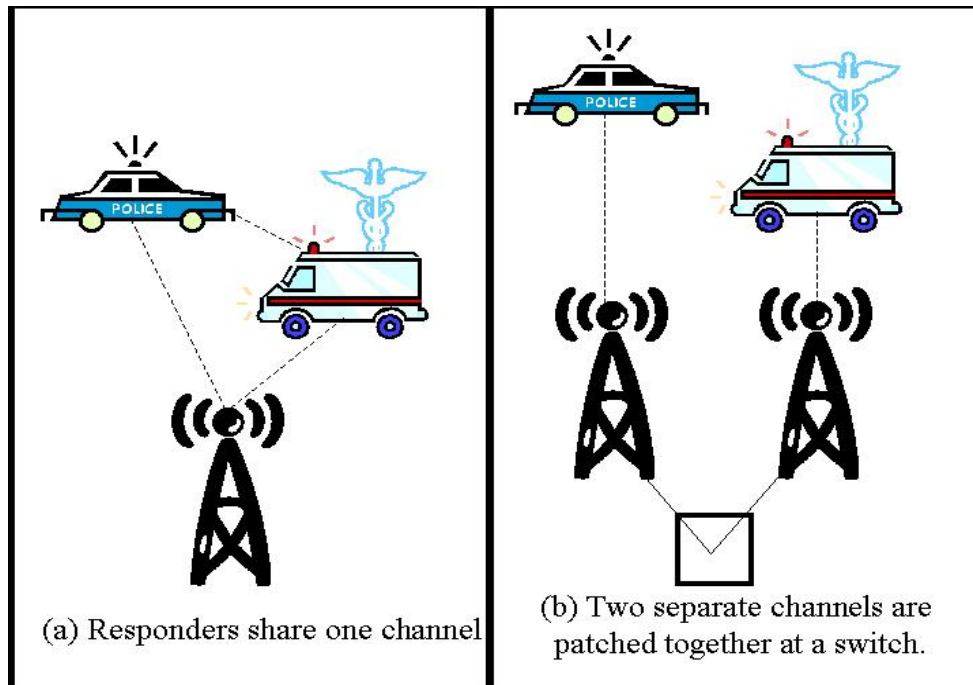 POLICE
(a) Responders share one channel
POLICE
(b) Two separate channels are
patched together at a switch.